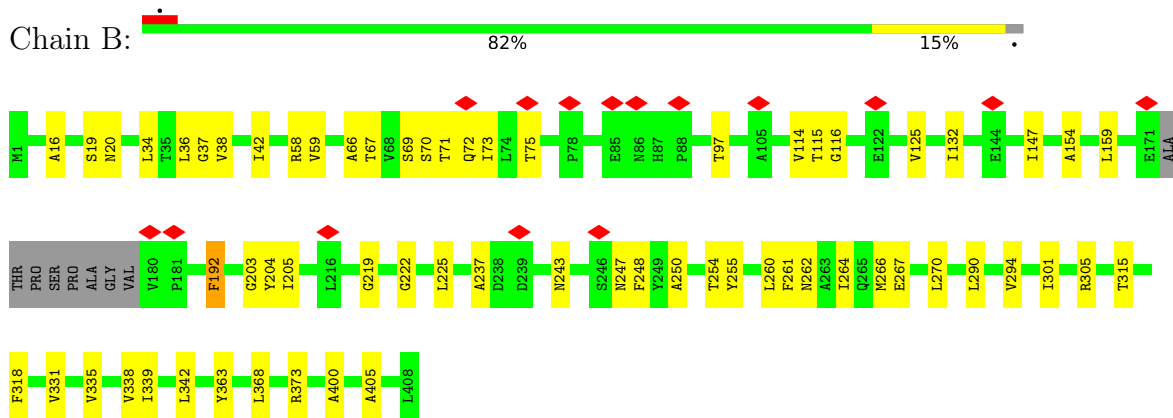 Chain B:
82% 15%
M1 A16 S19 N20 L34 T35 L36 G37 V38 I42 R58 V59 A66 T67 V68 S69 S70 T71 Q72 I73 L74 T75 P78 E85 N86 H87 P88 T97 A105 V114 T115 G116 E122 V125 I132 E144 I147 A154 L159 E171 ALA
THR PRO SER PRO ALA GLY VAL V180 P181 F192 G203 Y204 I205 L216 G219 G222 L225 A237 D238 D239 N243 S246 N247 F248 Y249 A250 T254 Y255 L260 F261 N262 A263 I264 Q265 M266 E267 L270 L290 V294 I301 R305 T315
F318 V331 V335 V338 I339 L342 Y363 L368 R373 A400 A405 L408